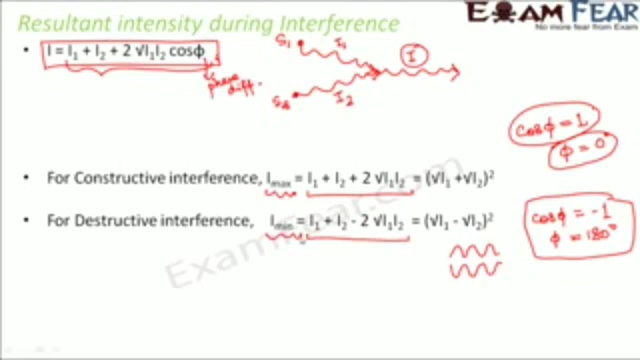 Resultant intensity during Interference
EXAMFEAR
No more fear from Exams
• I = I₁ + I₂ + 2 √I₁I₂ cosφ
phase diff.
S₁
I₁
I
S₂
I₂
cosφ = 1
φ = 0°
• For Constructive interference, Imax = I₁ + I₂ + 2 √I₁I₂ = (√I₁ +√I₂)²
• For Destructive interference, Imin = I₁ + I₂ - 2 √I₁I₂ = (√I₁ - √I₂)²
cosφ = -1
φ = 180°
ExamFear.com